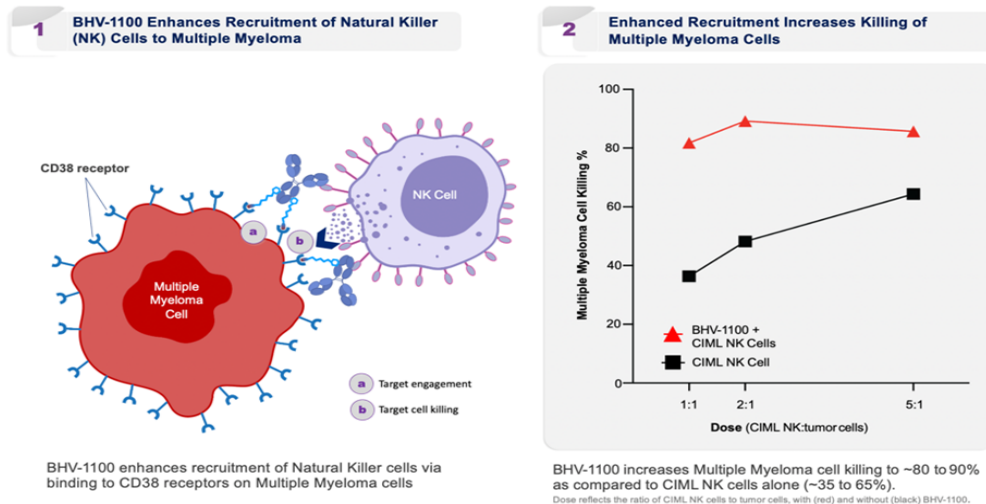 1
BHV-1100 Enhances Recruitment of Natural Killer
(NK) Cells to Multiple Myeloma
CD38 receptor
NK Cell
a
b
Multiple
Myeloma
Cell
a Target engagement
b Target cell killing
BHV-1100 enhances recruitment of Natural Killer cells via
binding to CD38 receptors on Multiple Myeloma cells
2
Enhanced Recruitment Increases Killing of
Multiple Myeloma Cells
Multiple Myeloma Cell Killing %
100
80
60
40
20
0
BHV-1100 +
CIML NK Cells
CIML NK Cell
1:1
2:1
5:1
Dose (CIML NK:tumor cells)
BHV-1100 increases Multiple Myeloma cell killing to ~80 to 90%
as compared to CIML NK cells alone (~35 to 65%).
Dose reflects the ratio of CIML NK cells to tumor cells, with (red) and without (black) BHV-1100.